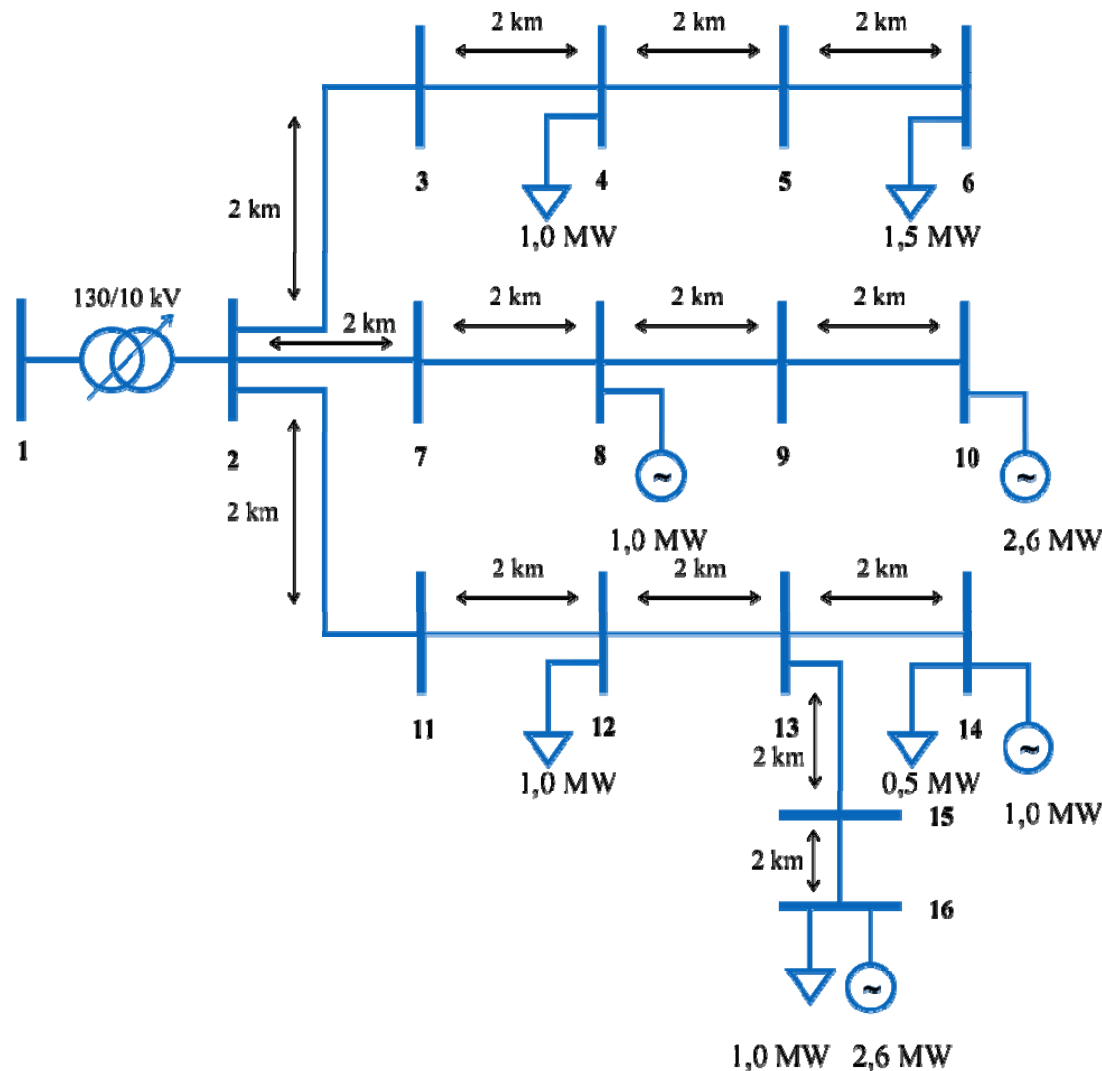 2 km 2 km 2 km
3 4 5 6
2 km
1,0 MW 1,5 MW
130/10 kV
2 km 2 km 2 km
2 km
1 2 7 8 9 10
~ ~
2 km
1,0 MW 2,6 MW
2 km 2 km 2 km
11 12 13 14
~
2 km
1,0 MW 0,5 MW
1,0 MW
15
2 km
16
~
1,0 MW 2,6 MW